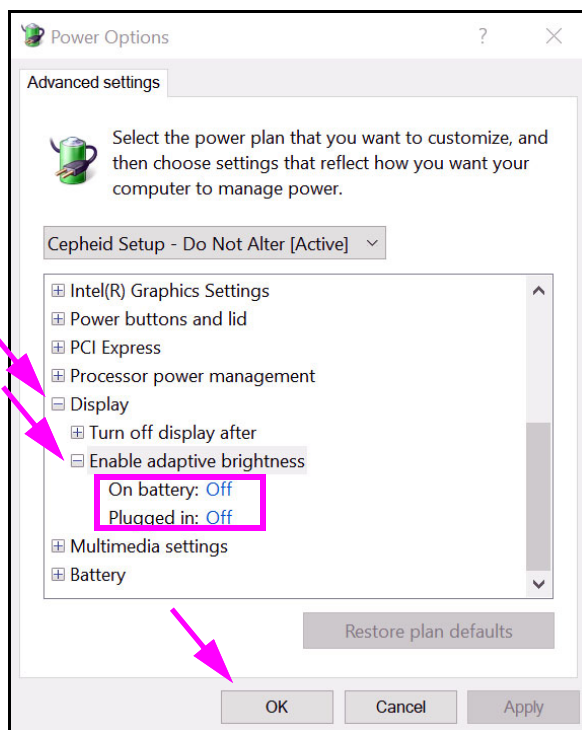 Power Options
Advanced settings
Select the power plan that you want to customize, and
then choose settings that reflect how you want your
computer to manage power.
Cepheid Setup - Do Not Alter [Active]
Intel(R) Graphics Settings
Power buttons and lid
PCI Express
Processor power management
Display
Turn off display after
Enable adaptive brightness
On battery: Off
Plugged in: Off
Multimedia settings
Battery
Restore plan defaults
OK Cancel Apply